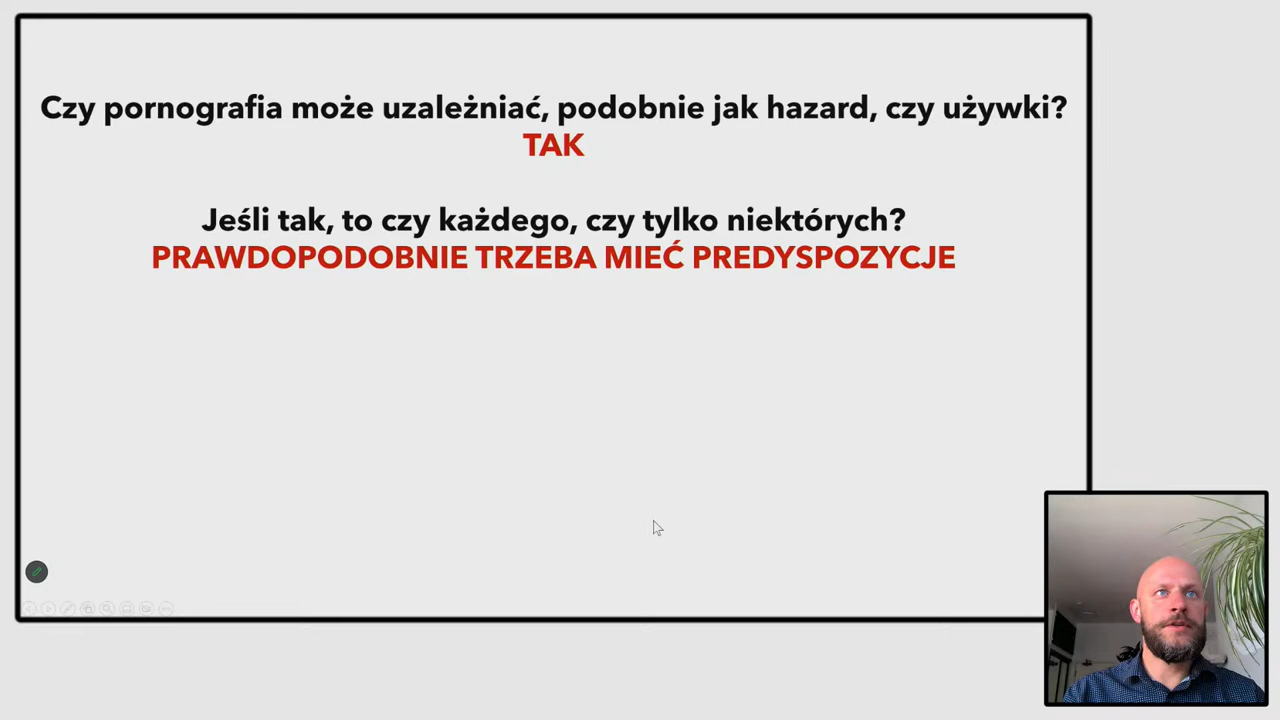 Czy pornografia może uzależniać, podobnie jak hazard, czy używki?
TAK
Jeśli tak, to czy każdego, czy tylko niektórych?
PRAWDOPODOBNIE TRZEBA MIEĆ PREDYSPOZYCJE